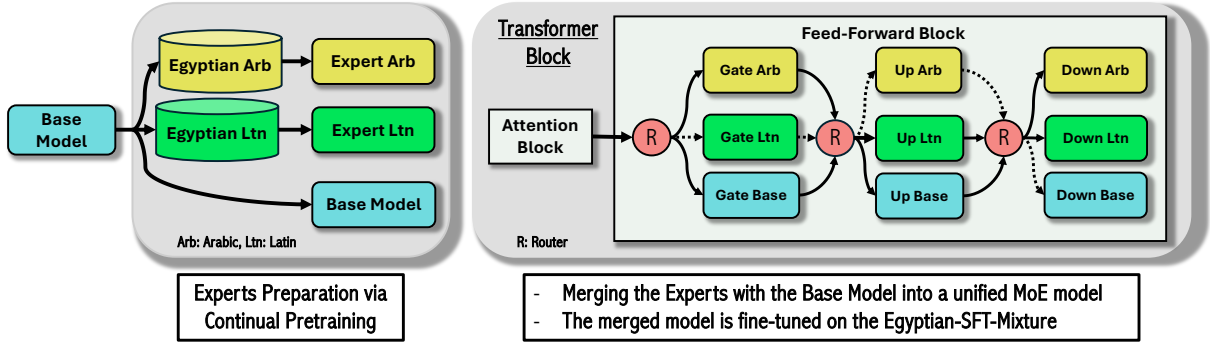 Base
Model
Egyptian Arb
Expert Arb
Egyptian Ltn
Expert Ltn
Base Model
Arb: Arabic, Ltn: Latin
Experts Preparation via
Continual Pretraining
Transformer
Block
Feed-Forward Block
Attention
Block
R
Gate Arb
Gate Ltn
Gate Base
R
Up Arb
Up Ltn
Up Base
R
Down Arb
Down Ltn
Down Base
R: Router
- Merging the Experts with the Base Model into a unified MoE model
- The merged model is fine-tuned on the Egyptian-SFT-Mixture